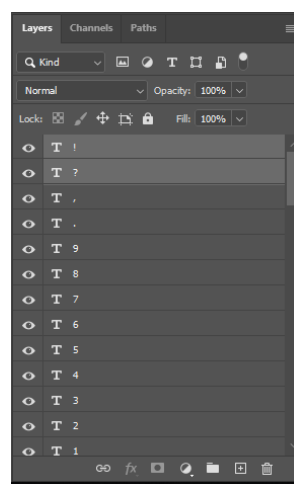 Layers Channels Paths
Kind
Normal Opacity: 100%
Lock: Fill: 100%
T !
T ?
T ,
T .
T 9
T 8
T 7
T 6
T 5
T 4
T 3
T 2
T 1
fx